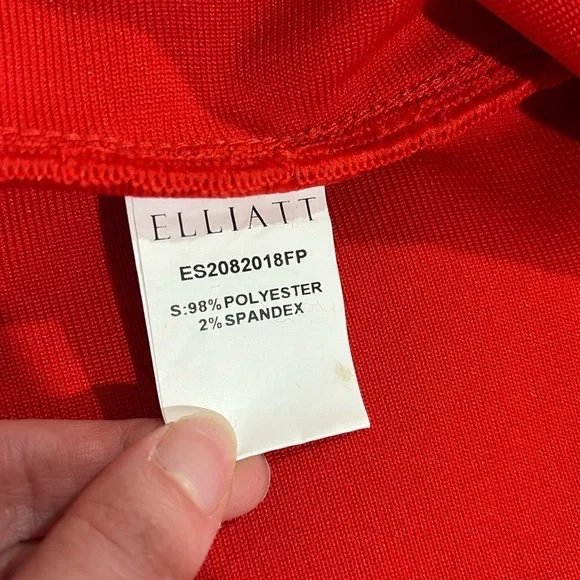 ELLIATT
ES2082018FP
S:98%POLYESTER
2%SPANDEX